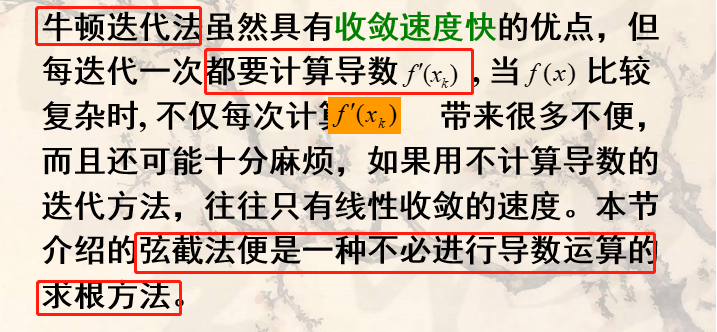 牛顿迭代法虽然具有收敛速度快的优点，但
每迭代一次都要计算导数 f′(xₖ) , 当 f(x) 比较
复杂时, 不仅每次计 f′(xₖ) 带来很多不便，
而且还可能十分麻烦，如果用不计算导数的
迭代方法，往往只有线性收敛的速度。本节
介绍的弦截法便是一种不必进行导数运算的
求根方法。